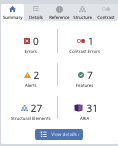 Summary Details Reference Structure Contrast
0 1
Errors Contrast Errors
2 7
Alerts Features
27 31
Structural Elements ARIA
View details ›